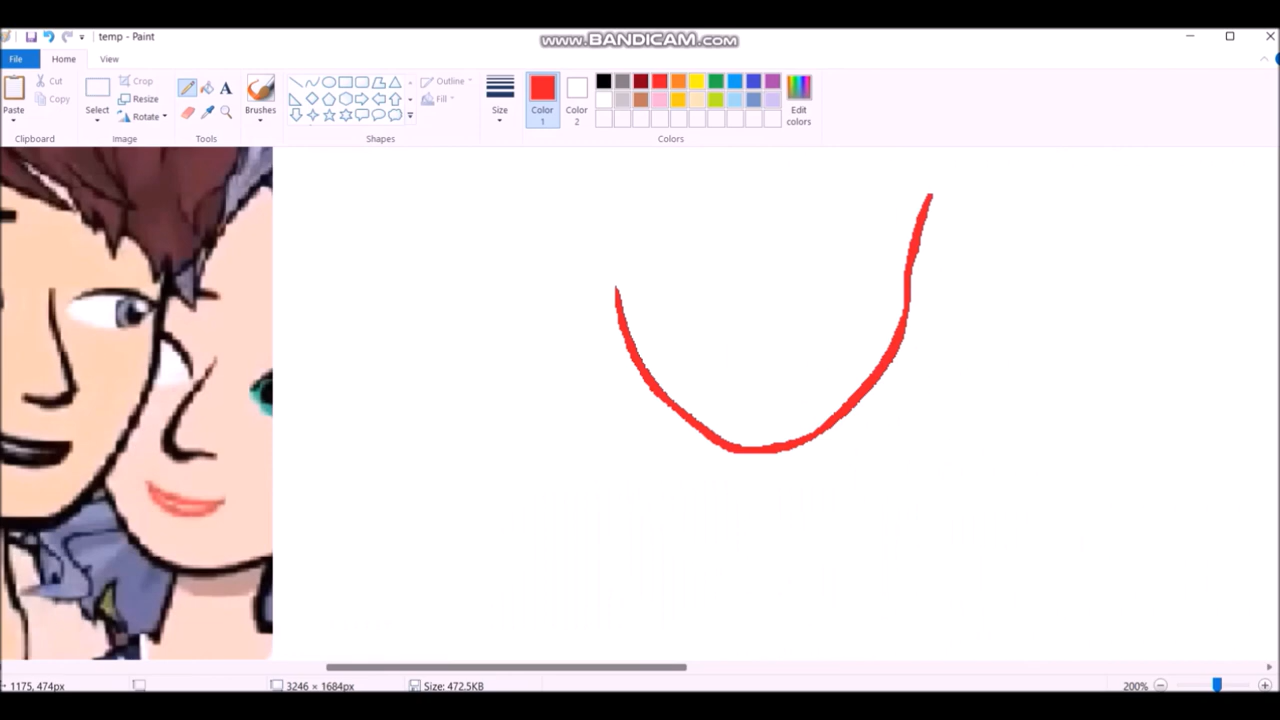 temp - Paint
www.BANDICAM.com
File
Home
View
Cut
Copy
Paste
Clipboard
Select
Crop
Resize
Rotate
Image
A
Tools
Brushes
Shapes
Outline
Fill
Size
Color
1
Color
2
Edit
colors
Colors
1175, 474px
3246 × 1684px
Size: 472.5KB
200%